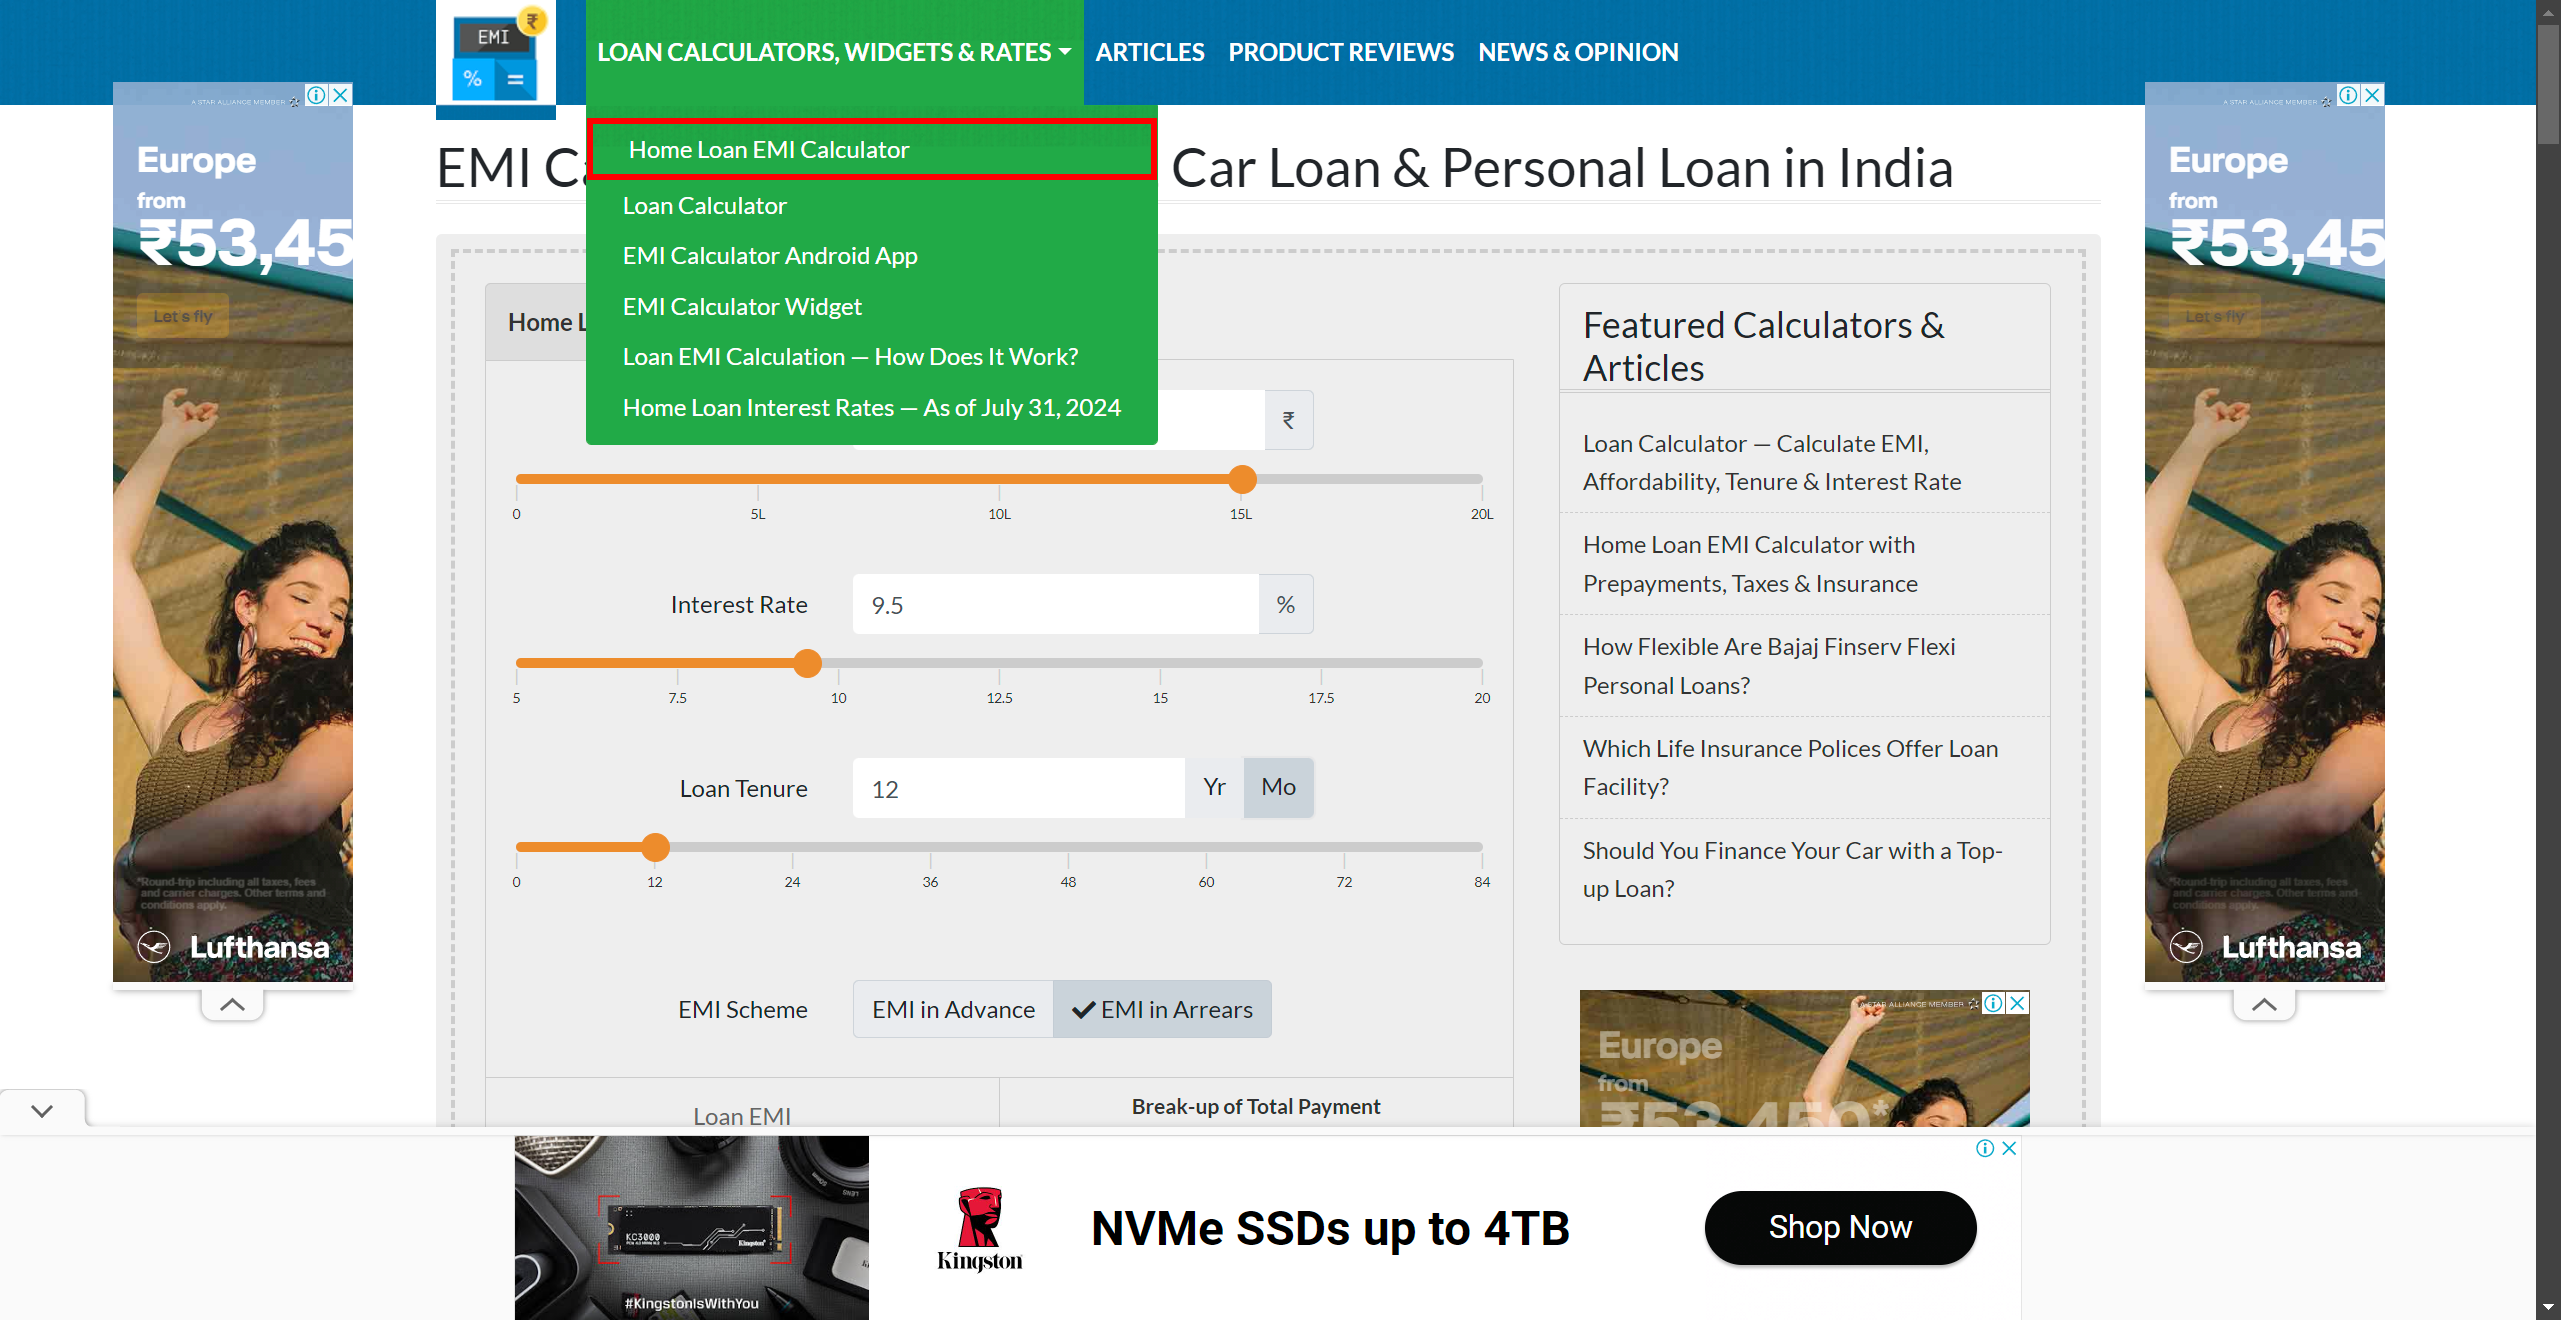 EMI
₹
%
=
LOAN CALCULATORS, WIDGETS & RATES
ARTICLES
PRODUCT REVIEWS
NEWS & OPINION
Home Loan EMI Calculator
Loan Calculator
EMI Calculator Android App
EMI Calculator Widget
Loan EMI Calculation — How Does It Work?
Home Loan Interest Rates — As of July 31, 2024
EMI Ca
Car Loan & Personal Loan in India
A STAR ALLIANCE MEMBER
Europe
from
₹53,45
Let's fly
*Round-trip including all taxes, fees
and carrier charges. Other terms and
conditions apply.
Lufthansa
Home L
₹
0
5L
10L
15L
20L
Interest Rate
9.5
%
5
7.5
10
12.5
15
17.5
20
Loan Tenure
12
Yr
Mo
0
12
24
36
48
60
72
84
EMI Scheme
EMI in Advance
EMI in Arrears
Loan EMI
Break-up of Total Payment
Featured Calculators &
Articles
Loan Calculator — Calculate EMI,
Affordability, Tenure & Interest Rate
Home Loan EMI Calculator with
Prepayments, Taxes & Insurance
How Flexible Are Bajaj Finserv Flexi
Personal Loans?
Which Life Insurance Polices Offer Loan
Facility?
Should You Finance Your Car with a Top-
up Loan?
A STAR ALLIANCE MEMBER
Europe
from
₹53,450*
A STAR ALLIANCE MEMBER
Europe
from
₹53,45
Let's fly
*Round-trip including all taxes, fees
and carrier charges. Other terms and
conditions apply.
Lufthansa
KC3000
Kingston
#KingstonIsWithYou
Kingston
NVMe SSDs up to 4TB
Shop Now